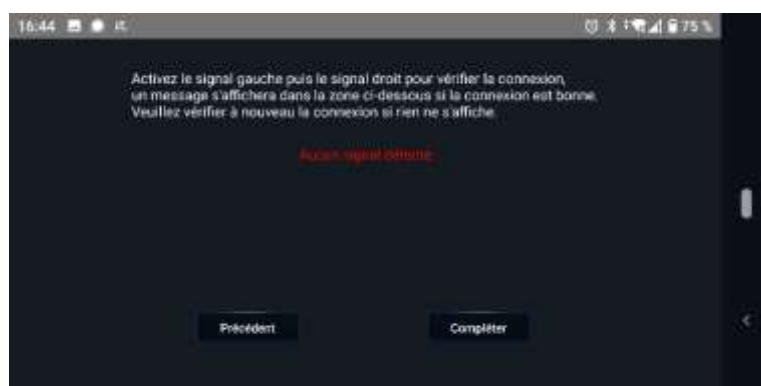 16:44
75 %
Activez le signal gauche puis le signal droit pour vérifier la connexion,
un message s'affichera dans la zone ci-dessous si la connexion est bonne.
Veuillez vérifier à nouveau la connexion si rien ne s'affiche.
Aucun signal détecté
Précédent
Compléter